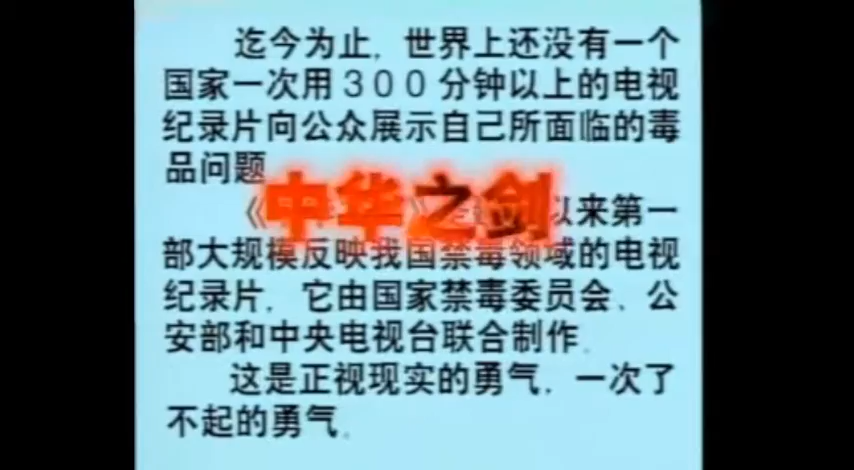 迄今为止，世界上还没有一个
国家一次用300分钟以上的电视
纪录片向公众展示自己所面临的毒
品问题
中华之剑
《 》 以来第一
部大规模反映我国禁毒领域的电视
纪录片，它由国家禁毒委员会、公
安部和中央电视台联合制作。
这是正视现实的勇气，一次了
不起的勇气。